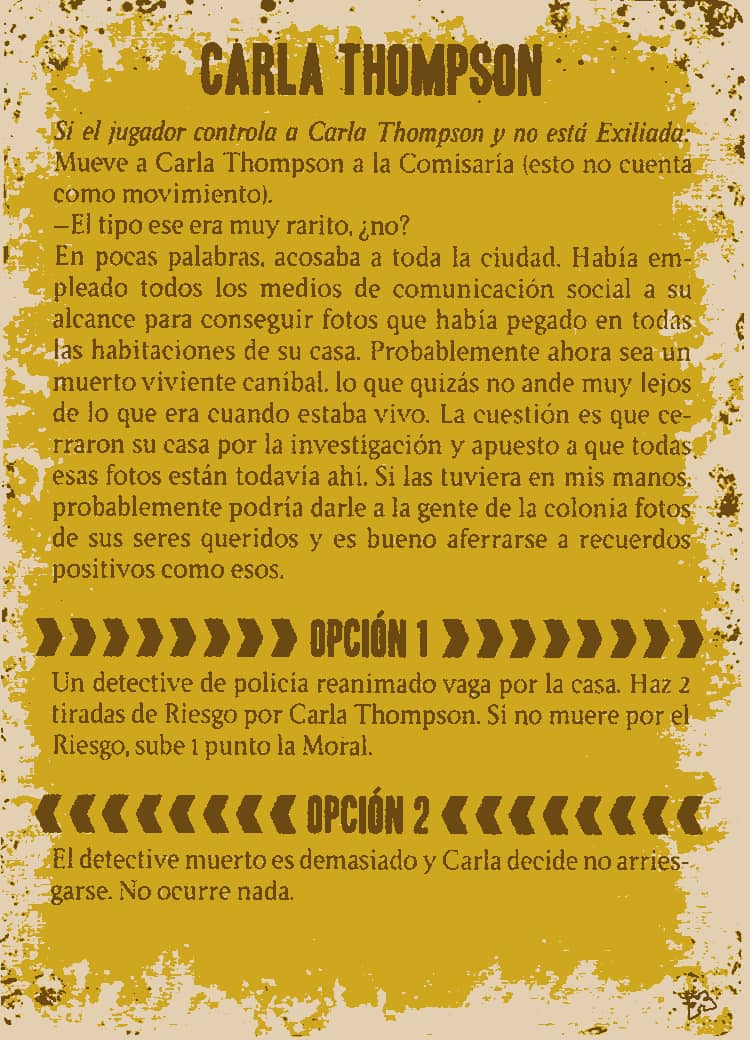 CARLA THOMPSON
Si el jugador controla a Carla Thompson y no está Exiliada:
Mueve a Carla Thompson a la Comisaría (esto no cuenta
como movimiento).
–El tipo ese era muy rarito, ¿no?
En pocas palabras, acosaba a toda la ciudad. Había em-
pleado todos los medios de comunicación social a su
alcance para conseguir fotos que había pegado en todas
las habitaciones de su casa. Probablemente ahora sea un
muerto viviente caníbal, lo que quizás no ande muy lejos
de lo que era cuando estaba vivo. La cuestión es que ce-
rraron su casa por la investigación y apuesto a que todas
esas fotos están todavía ahí. Si las tuviera en mis manos,
probablemente podría darle a la gente de la colonia fotos
de sus seres queridos y es bueno aferrarse a recuerdos
positivos como esos.
OPCIÓN 1
Un detective de policía reanimado vaga por la casa. Haz 2
tiradas de Riesgo por Carla Thompson. Si no muere por el
Riesgo, sube 1 punto la Moral.
OPCIÓN 2
El detective muerto es demasiado y Carla decide no arries-
garse. No ocurre nada.